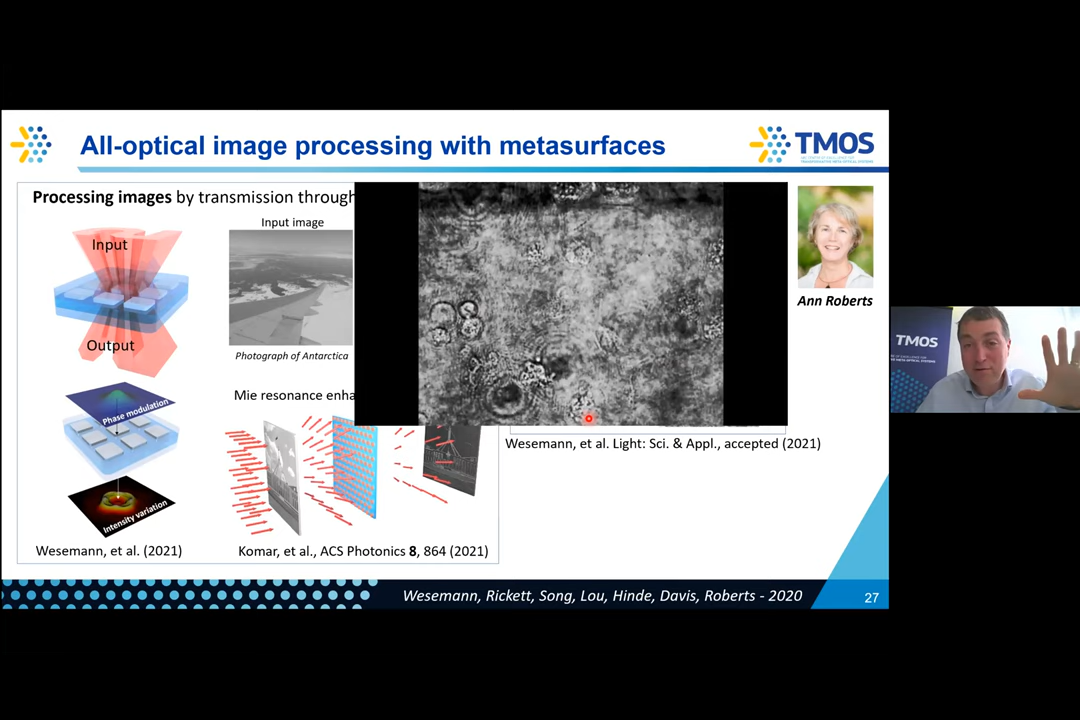 All-optical image processing with metasurfaces
TMOS
Processing images by transmission through
Input image
Input
Output
Photograph of Antarctica
Ann Roberts
TMOS
Phase modulation
Mie resonance enha
Intensity variation
Wesemann, et al. Light: Sci. & Appl., accepted (2021)
Wesemann, et al. (2021)
Komar, et al., ACS Photonics 8, 864 (2021)
Wesemann, Rickett, Song, Lou, Hinde, Davis, Roberts - 2020
27